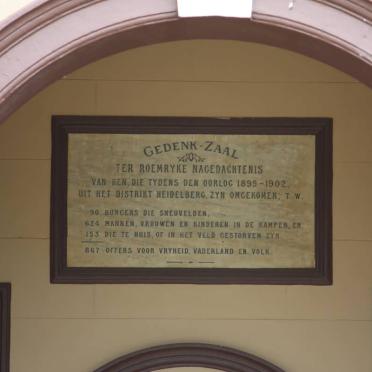 GEDENK-ZAAL
TER ROEMRYKE NAGEDACHTENIS
VAN HEN, DIE TYDENS DEN OORLOG 1899-1902,
UIT HET DISTRIKT HEIDELBERG, ZYN OMGEKOMEN, T.W.
90 BURGERS DIE SNEUVELDEN,
624 MANNEN, VROUWEN EN KINDEREN IN DE KAMPEN, EN
153 DIE TE HUIS, OF IN HET VELD GESTORVEN ZYN
867 OFFERS VOOR VRYHEID, VADERLAND EN VOLK.